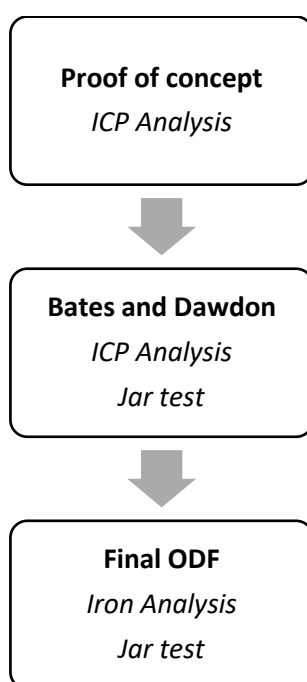 Proof of concept
ICP Analysis
Bates and Dawdon
ICP Analysis
Jar test
Final ODF
Iron Analysis
Jar test